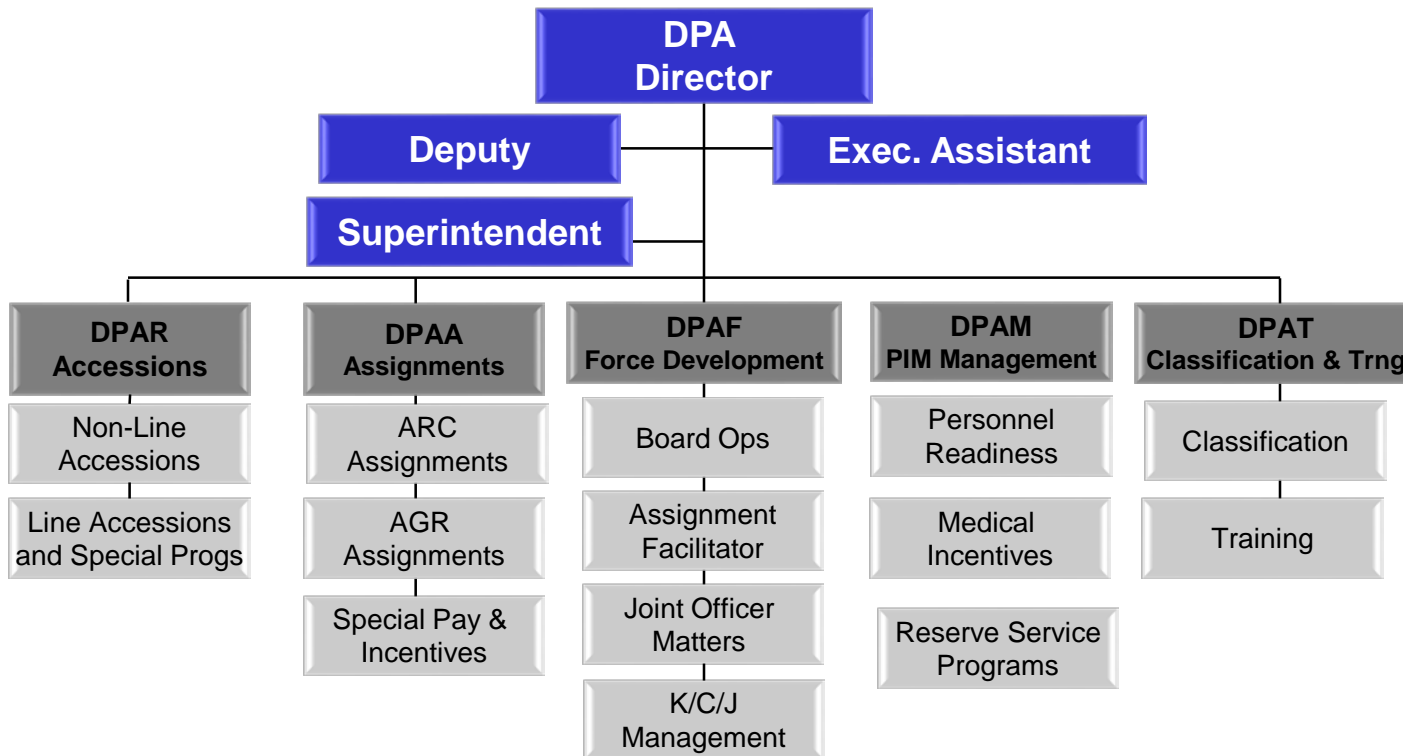 DPA
Director
Deputy
Exec. Assistant
Superintendent
DPAR
Accessions
DPAA
Assignments
DPAF
Force Development
DPAM
PIM Management
DPAT
Classification & Trng
Non-Line
Accessions
Line Accessions
and Special Progs
ARC
Assignments
AGR
Assignments
Special Pay &
Incentives
Board Ops
Assignment
Facilitator
Joint Officer
Matters
K/C/J
Management
Personnel
Readiness
Medical
Incentives
Reserve Service
Programs
Classification
Training